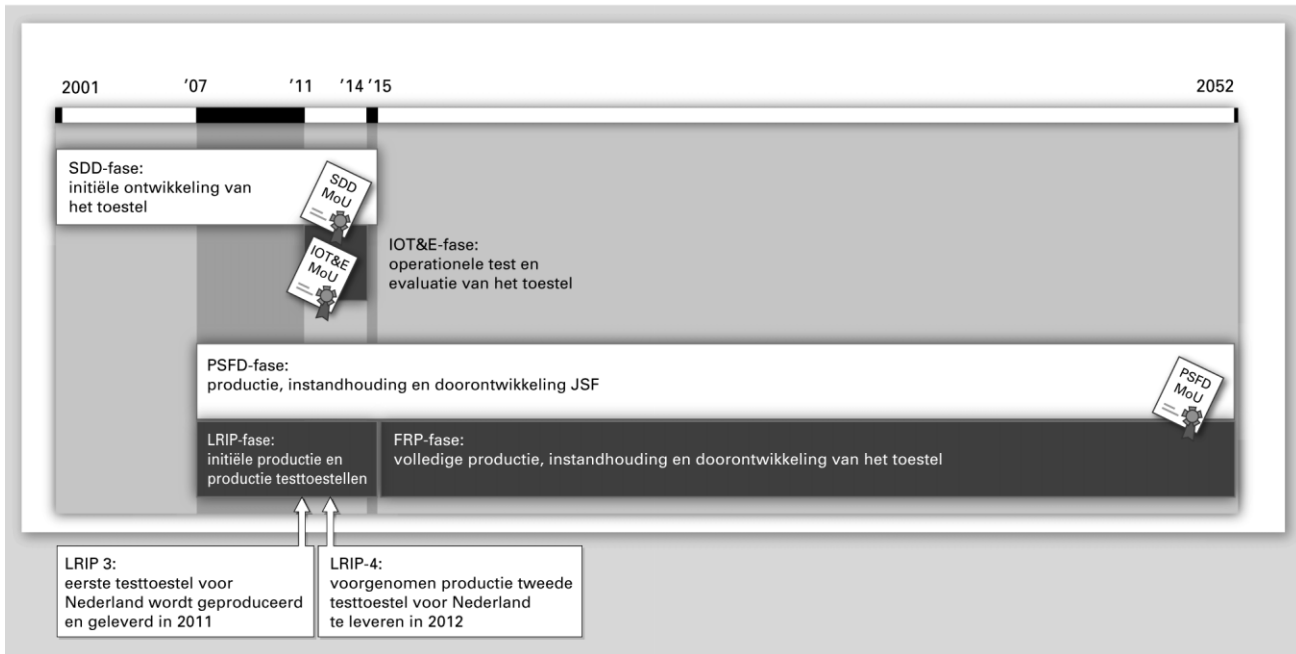 2001 '07 '11 '14 '15 2052
SDD-fase:
initiële ontwikkeling van
het toestel
SDD
MoU
IOT&E
MoU
IOT&E-fase:
operationele test en
evaluatie van het toestel
PSFD-fase:
productie, instandhouding en doorontwikkeling JSF
PSFD
MoU
LRIP-fase:
initiële productie en
productie testtoestellen
FRP-fase:
volledige productie, instandhouding en doorontwikkeling van het toestel
LRIP 3:
eerste testtoestel voor
Nederland wordt geproduceerd
en geleverd in 2011
LRIP-4:
voorgenomen productie tweede
testtoestel voor Nederland
te leveren in 2012